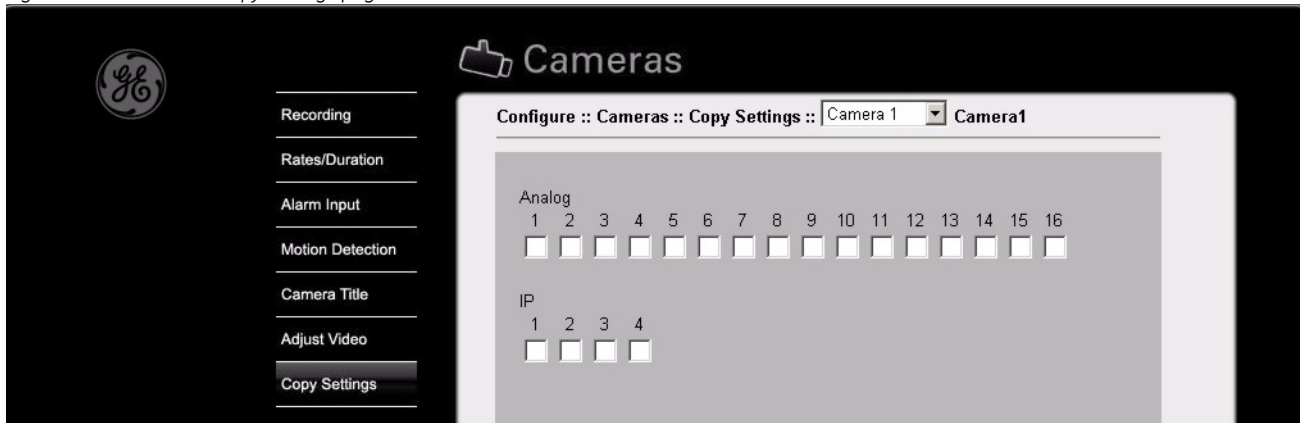 GE
Cameras
Recording
Rates/Duration
Alarm Input
Motion Detection
Camera Title
Adjust Video
Copy Settings
Configure :: Cameras :: Copy Settings :: Camera 1 Camera1
Analog
1 2 3 4 5 6 7 8 9 10 11 12 13 14 15 16
IP
1 2 3 4